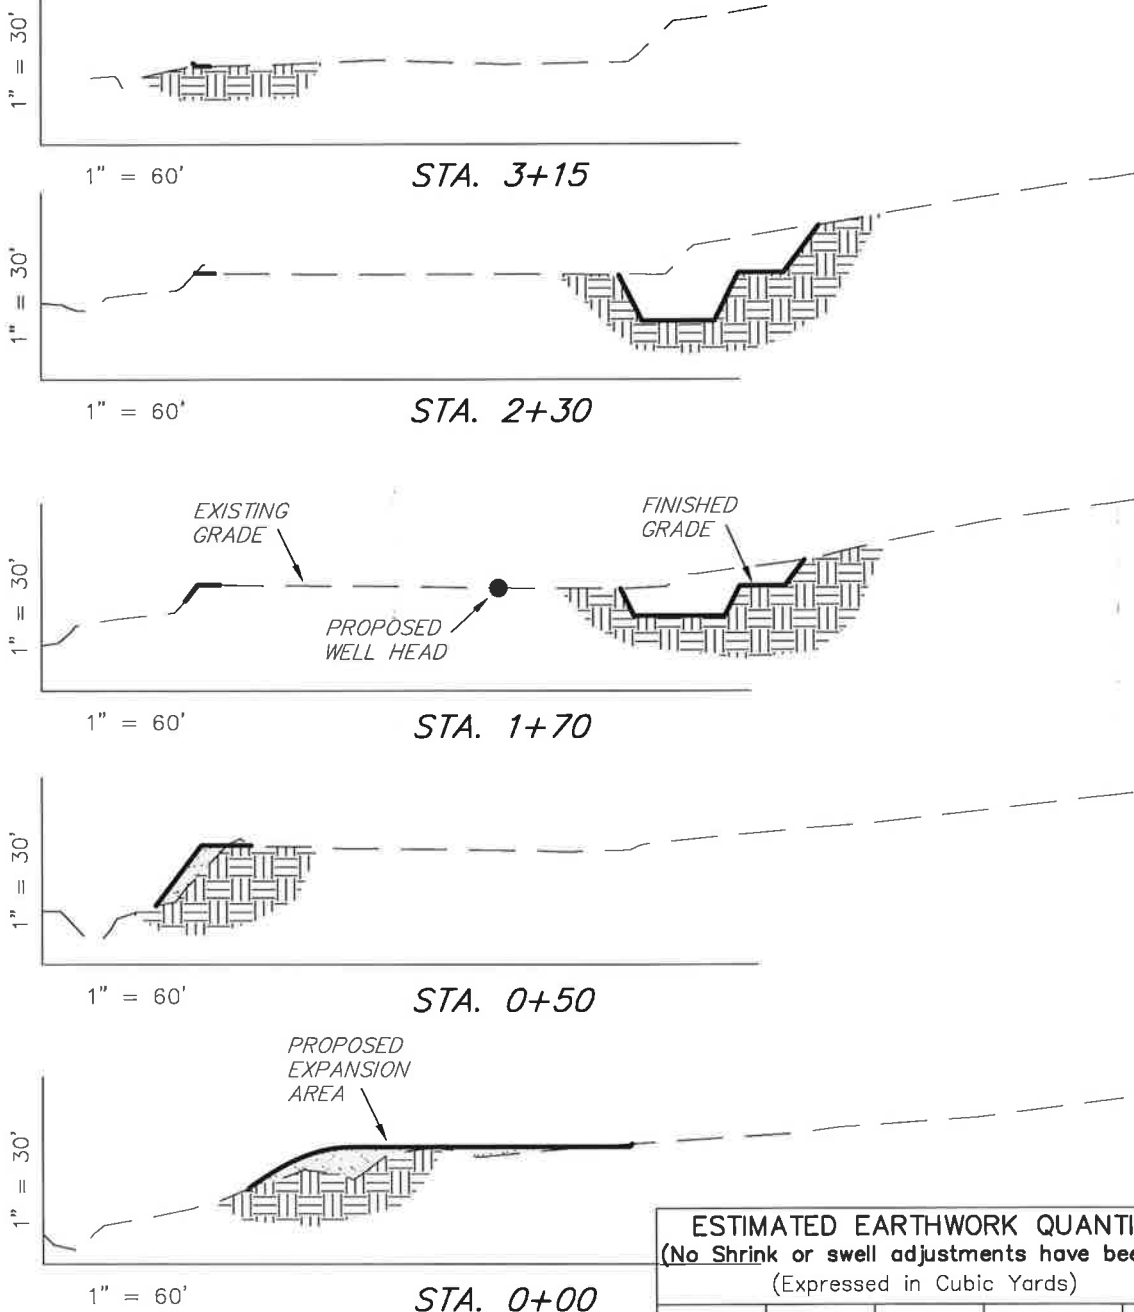 1" = 30'
1" = 60'
STA. 3+15
1" = 30'
1" = 60'
STA. 2+30
EXISTING
GRADE
FINISHED
GRADE
1" = 30'
PROPOSED
WELL HEAD
1" = 60'
STA. 1+70
1" = 30'
1" = 60'
STA. 0+50
PROPOSED
EXPANSION
AREA
1" = 30'
1" = 60'
STA. 0+00
ESTIMATED EARTHWORK QUANTI
(No Shrink or swell adjustments have bee
(Expressed in Cubic Yards)